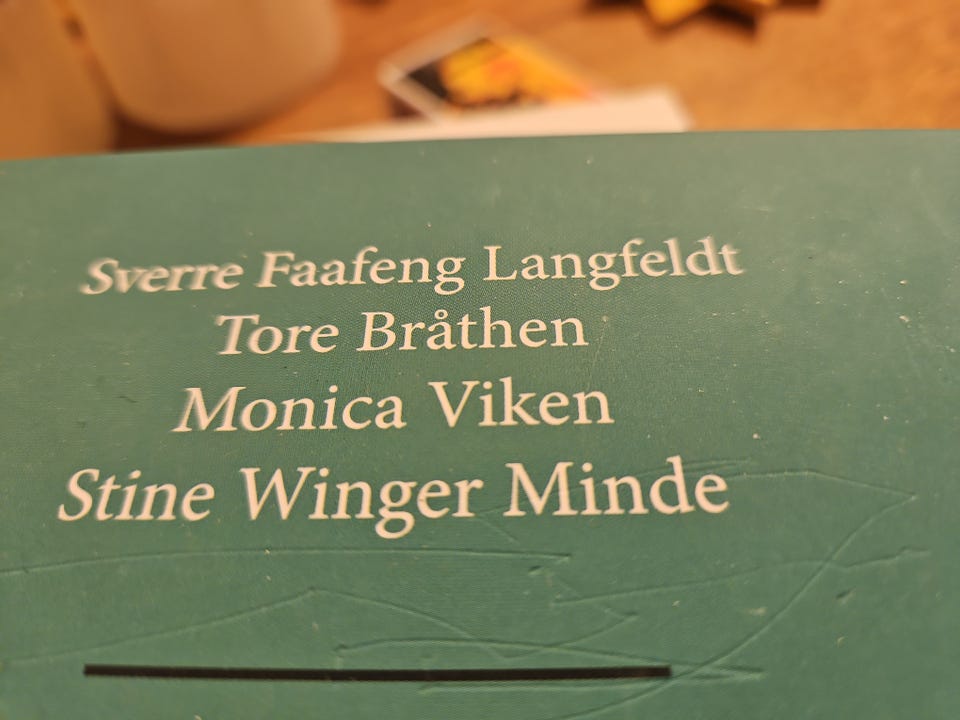 Sverre Faafeng Langfeldt
Tore Bråthen
Monica Viken
Stine Winger Minde